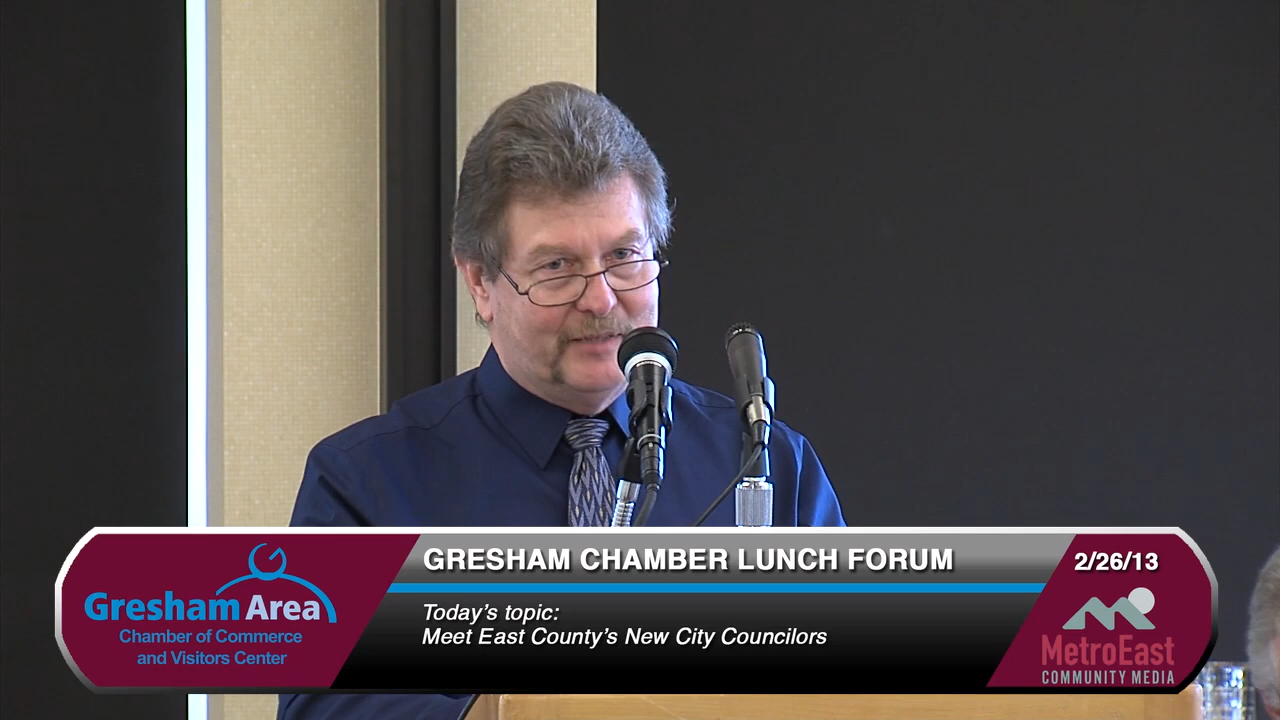 GRESHAM CHAMBER LUNCH FORUM
2/26/13
Gresham Area
Chamber of Commerce
and Visitors Center
Today's topic:
Meet East County's New City Councilors
MetroEast
COMMUNITY MEDIA